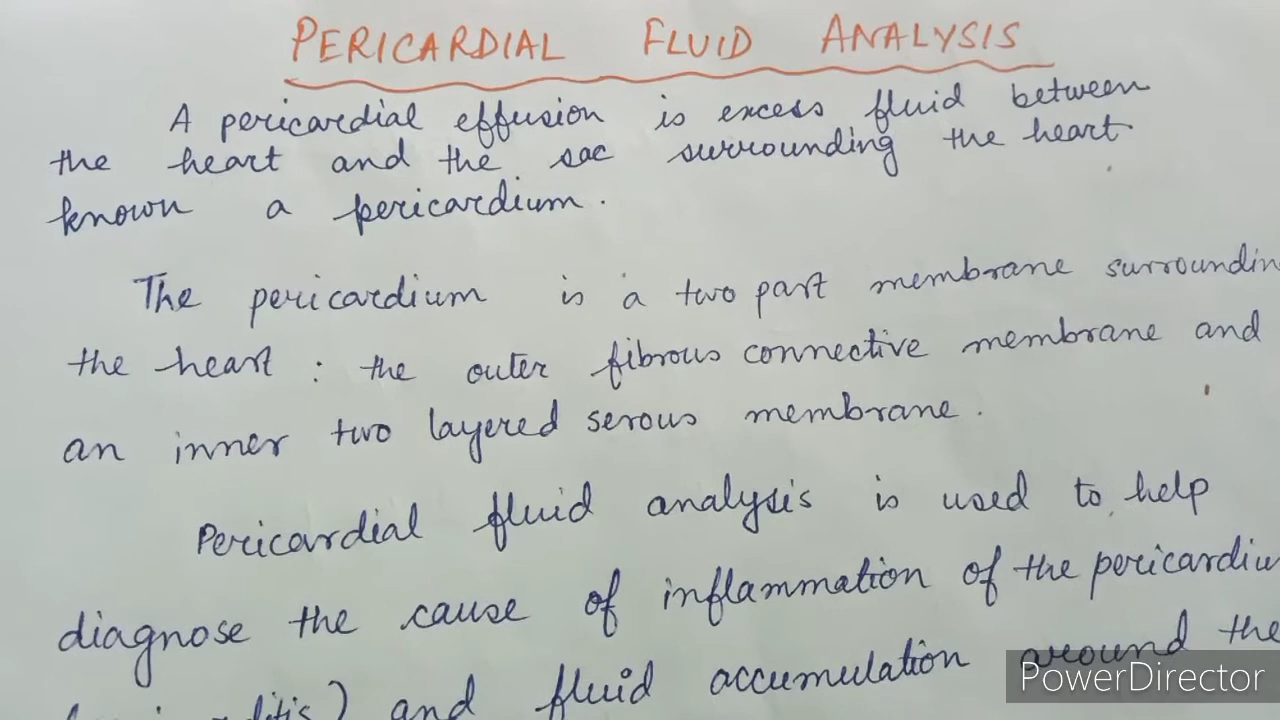 PERICARDIAL FLUID ANALYSIS
A pericardial effusion is excess fluid between
the heart and the sac surrounding the heart
known a pericardium.
The pericardium is a two part membrane surroundin
the heart : the outer fibrous connective membrane and
an inner two layered serous membrane.
Pericardial fluid analysis is used to help
diagnose the cause of inflammation of the pericardiu
and fluid accumulation around the
PowerDirector